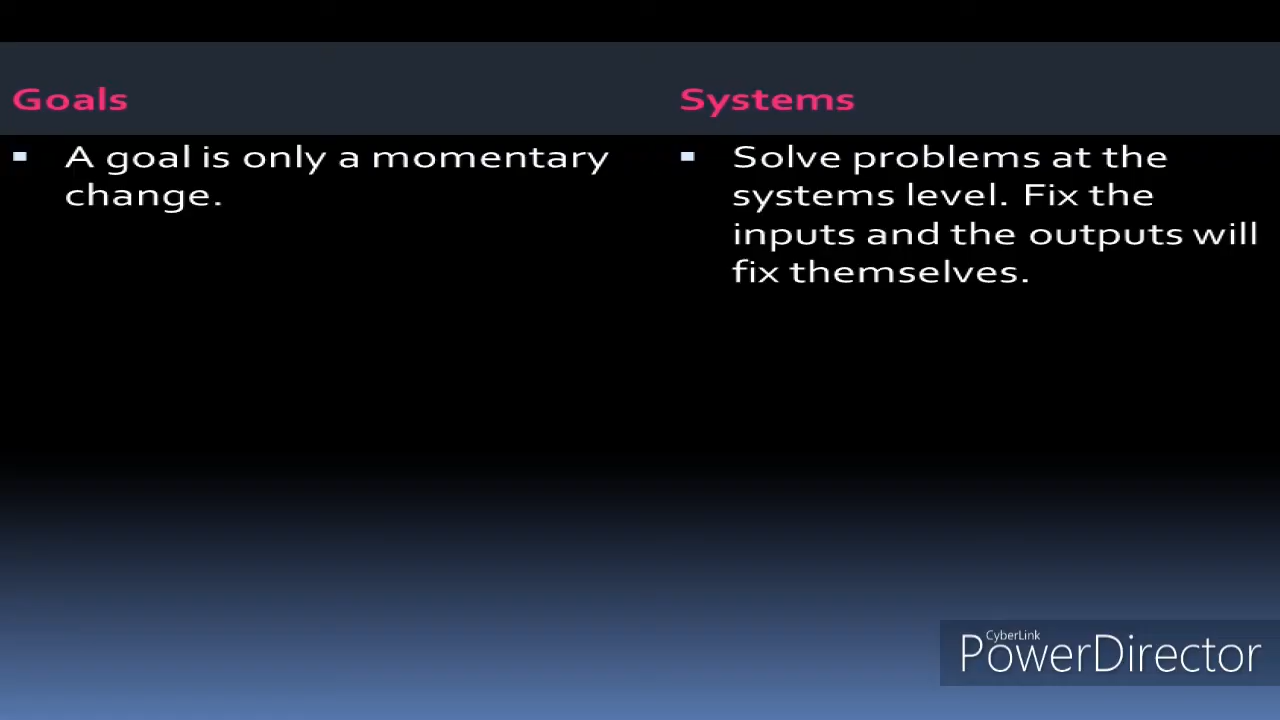 Goals
A goal is only a momentary
change.
Systems
Solve problems at the
systems level. Fix the
inputs and the outputs will
fix themselves.
CyberLink
PowerDirector